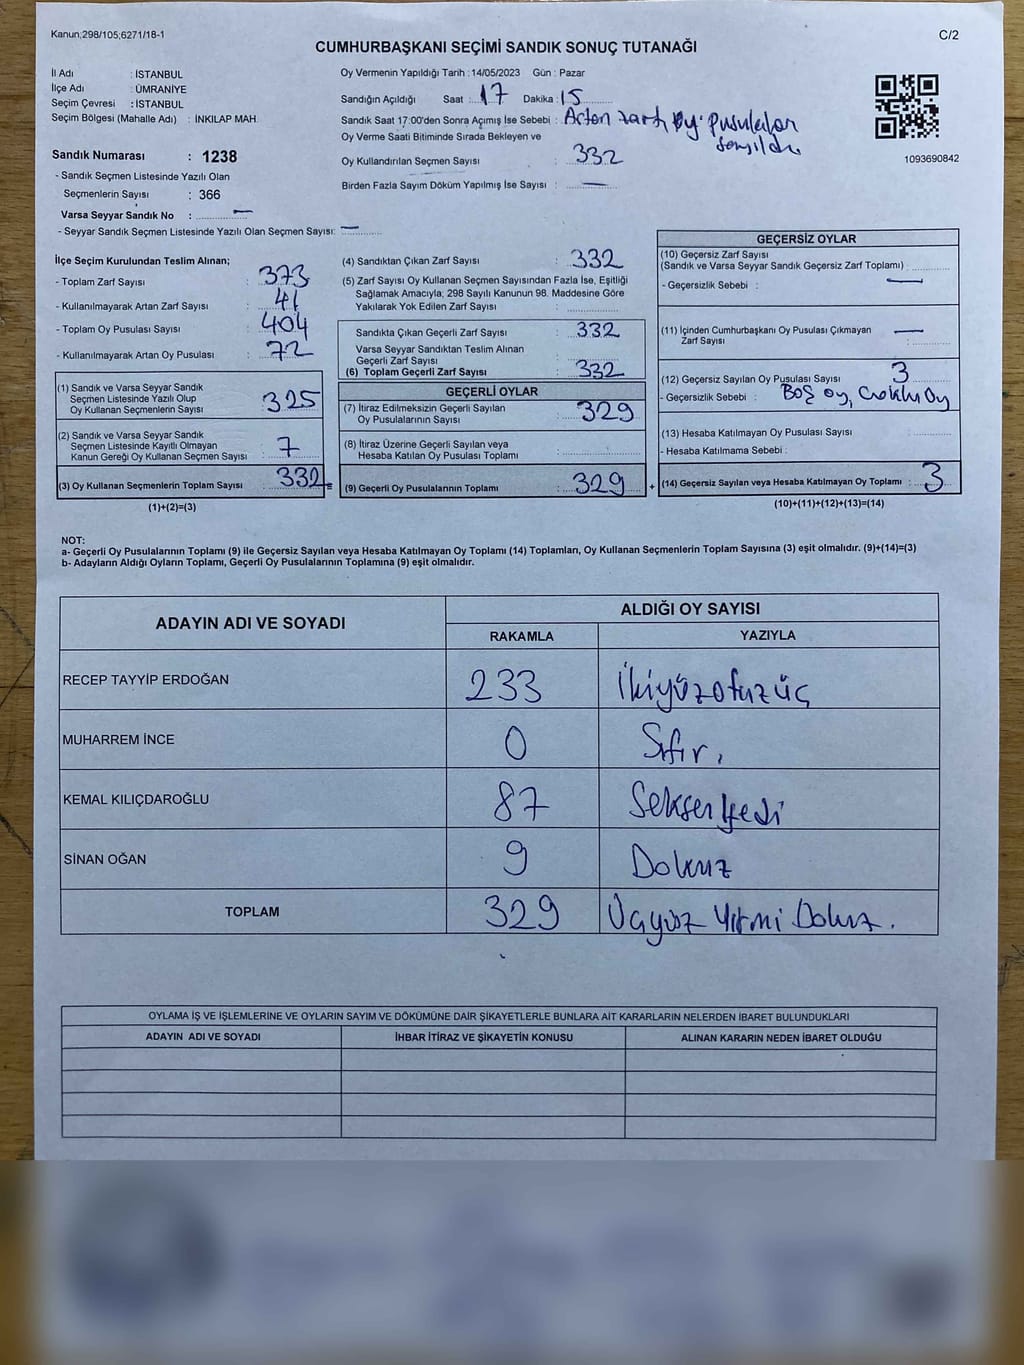 Kanun;298/105;6271/18-1
C/2
CUMHURBAŞKANI SEÇİMİ SANDIK SONUÇ TUTANAĞI
İl Adı : İSTANBUL
İlçe Adı : ÜMRANİYE
Seçim Çevresi : İSTANBUL
Seçim Bölgesi (Mahalle Adı) : İNKILAP MAH.
Sandık Numarası : 1238
- Sandık Seçmen Listesinde Yazılı Olan
Seçmenlerin Sayısı : 366
Varsa Seyyar Sandık No : —
- Seyyar Sandık Seçmen Listesinde Yazılı Olan Seçmen Sayısı: —
Oy Vermenin Yapıldığı Tarih : 14/05/2023 Gün : Pazar
Sandığın Açıldığı Saat : 17 Dakika : 15
Sandık Saat 17:00'den Sonra Açımış İse Sebebi : Artan zarf, oy pusulaları
sayıldı
Oy Verme Saati Bitiminde Sırada Bekleyen ve
Oy Kullandırılan Seçmen Sayısı : 332
Birden Fazla Sayım Döküm Yapılmış İse Sayısı : —
1093690842
İlçe Seçim Kurulundan Teslim Alınan;
- Toplam Zarf Sayısı : 373
- Kullanılmayarak Artan Zarf Sayısı : 41
- Toplam Oy Pusulası Sayısı : 404
- Kullanılmayarak Artan Oy Pusulası : 72
(1) Sandık ve Varsa Seyyar Sandık
Seçmen Listesinde Yazılı Olup
Oy Kullanan Seçmenlerin Sayısı : 325
(2) Sandık ve Varsa Seyyar Sandık
Seçmen Listesinde Kayıtlı Olmayan
Kanun Gereği Oy Kullanan Seçmen Sayısı : 7
(3) Oy Kullanan Seçmenlerin Toplam Sayısı : 332 =
(1)+(2)=(3)
(4) Sandıktan Çıkan Zarf Sayısı : 332
(5) Zarf Sayısı Oy Kullanan Seçmen Sayısından Fazla İse, Eşitliği
Sağlamak Amacıyla; 298 Sayılı Kanunun 98. Maddesine Göre
Yakılarak Yok Edilen Zarf Sayısı :
Sandıkta Çıkan Geçerli Zarf Sayısı : 332
Varsa Seyyar Sandıktan Teslim Alınan
Geçerli Zarf Sayısı :
(6) Toplam Geçerli Zarf Sayısı : 332
GEÇERLİ OYLAR
(7) İtiraz Edilmeksizin Geçerli Sayılan
Oy Pusulalarının Sayısı : 329
(8) İtiraz Üzerine Geçerli Sayılan veya
Hesaba Katılan Oy Pusulası Toplamı :
(9) Geçerli Oy Pusulalarının Toplamı : 329 +
GEÇERSİZ OYLAR
(10) Geçersiz Zarf Sayısı
(Sandık ve Varsa Seyyar Sandık Geçersiz Zarf Toplamı) :
- Geçersizlik Sebebi : —
(11) İçinden Cumhurbaşkanı Oy Pusulası Çıkmayan —
Zarf Sayısı :
(12) Geçersiz Sayılan Oy Pusulası Sayısı : 3
- Geçersizlik Sebebi : Boş oy,
(13) Hesaba Katılmayan Oy Pusulası Sayısı :
- Hesaba Katılmama Sebebi :
(14) Geçersiz Sayılan veya Hesaba Katılmayan Oy Toplamı : 3
(10)+(11)+(12)+(13)=(14)
NOT:
a- Geçerli Oy Pusulalarının Toplamı (9) ile Geçersiz Sayılan veya Hesaba Katılmayan Oy Toplamı (14) Toplamları, Oy Kullanan Seçmenlerin Toplam Sayısına (3) eşit olmalıdır. (9)+(14)=(3)
b- Adayların Aldığı Oyların Toplamı, Geçerli Oy Pusulalarının Toplamına (9) eşit olmalıdır.
ADAYIN ADI VE SOYADI
ALDIĞI OY SAYISI
RAKAMLA YAZIYLA
RECEP TAYYİP ERDOĞAN 233 İkiyüzotuzüç
MUHARREM İNCE 0 Sıfır.
KEMAL KILIÇDAROĞLU 87 Seksenyedi
SİNAN OĞAN 9 Dokuz
TOPLAM 329 Üçyüz Yirmi Dokuz.
OYLAMA İŞ VE İŞLEMLERİNE VE OYLARIN SAYIM VE DÖKÜMÜNE DAİR ŞİKAYETLERLE BUNLARA AİT KARARLARIN NELERDEN İBARET BULUNDUKLARI
ADAYIN ADI VE SOYADI İHBAR İTİRAZ VE ŞİKAYETİN KONUSU ALINAN KARARIN NEDEN İBARET OLDUĞU